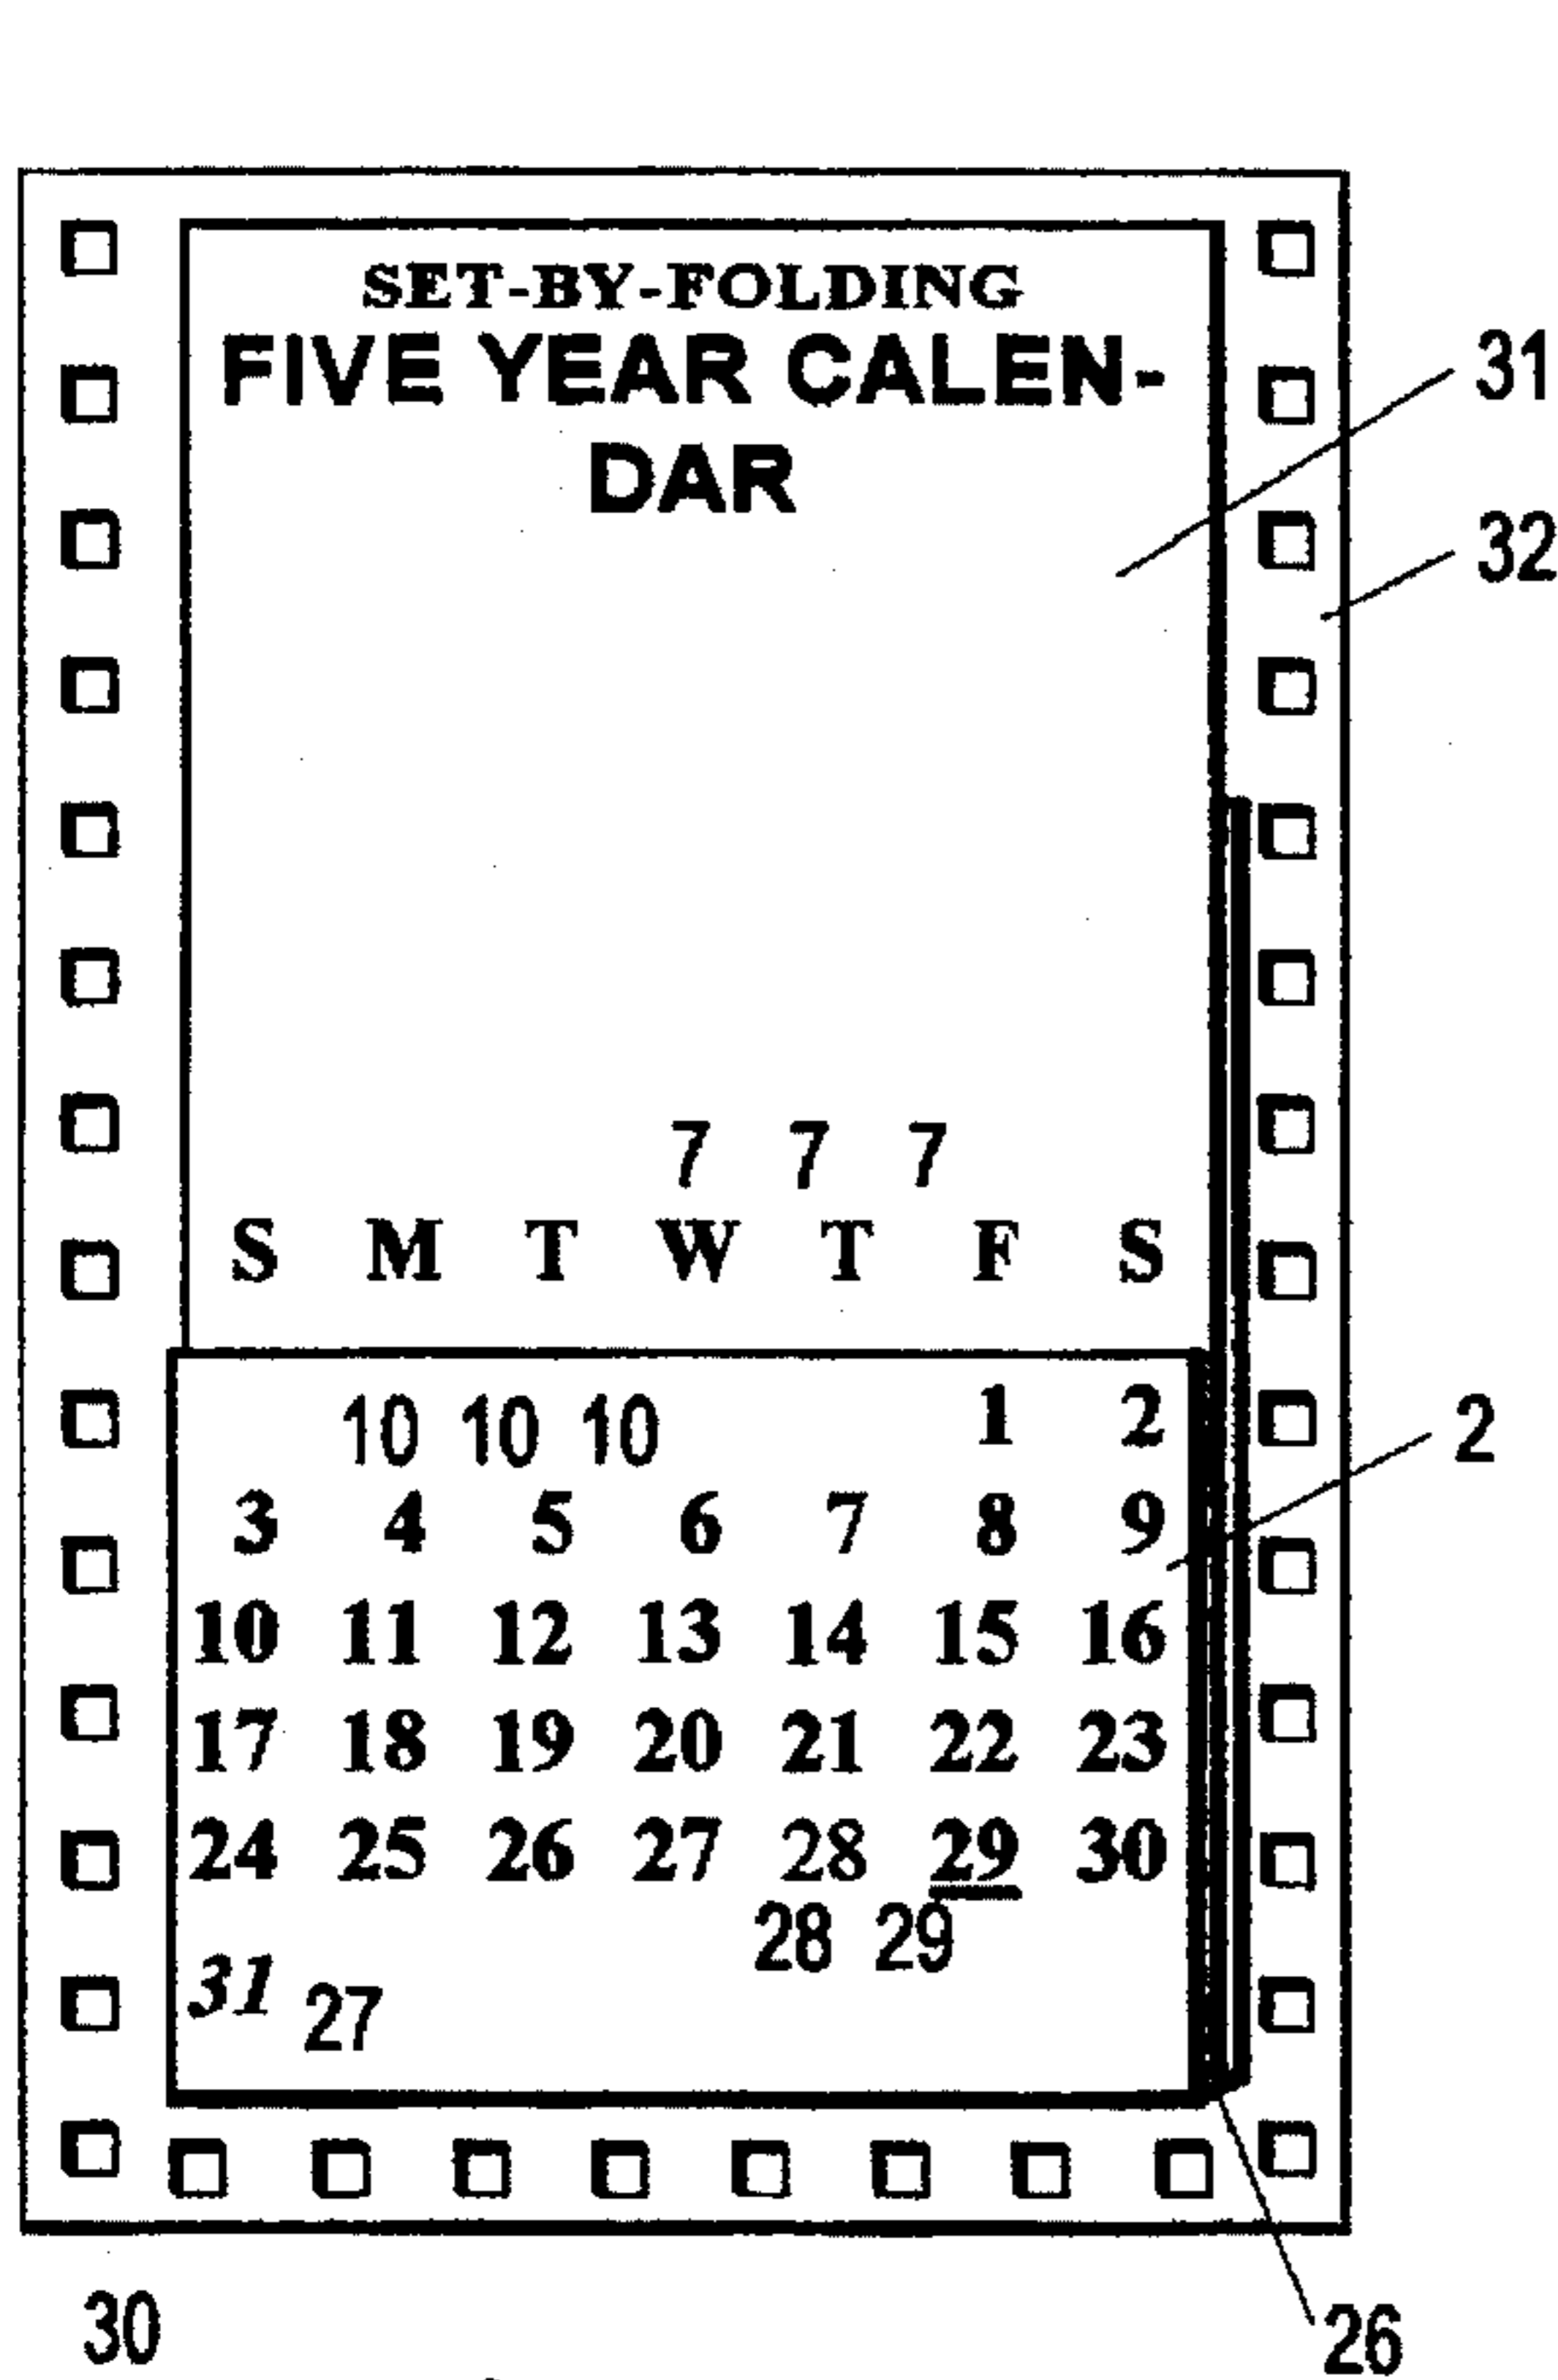 SET-BY-FOLDING
FIVE YEAR CALEN-
DAR
31
32
7 7 7
S M T W T F S
10 10 10 1 2
2
3 4 5 6 7 8 9
10 11 12 13 14 15 16
17 18 19 20 21 22 23
24 25 26 27 28 29 30
28 29
31 27
30
26